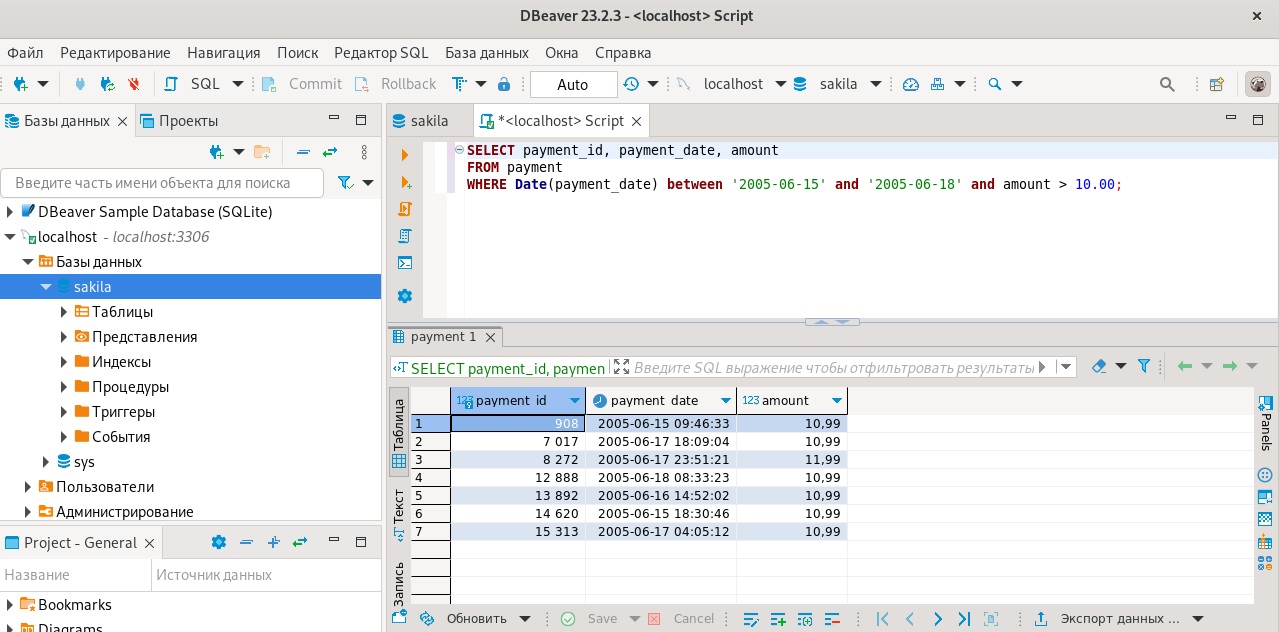 DBeaver 23.2.3 - <localhost> Script
Файл Редактирование Навигация Поиск Редактор SQL База данных Окна Справка
SQL Commit Rollback Auto localhost sakila
Базы данных Проекты
Введите часть имени объекта для поиска
DBeaver Sample Database (SQLite)
localhost - localhost:3306
Базы данных
sakila
Таблицы
Представления
Индексы
Процедуры
Триггеры
События
sys
Пользователи
Администрирование
Project - General
Название Источник данных
Bookmarks
Diagrams
sakila *<localhost> Script
SELECT payment_id, payment_date, amount
FROM payment
WHERE Date(payment_date) between '2005-06-15' and '2005-06-18' and amount > 10.00;
payment 1
SELECT payment_id, paymen Введите SQL выражение чтобы отфильтровать результаты
Таблица
Текст
Запись
123 payment_id payment_date 123 amount
1 908 2005-06-15 09:46:33 10,99
2 7 017 2005-06-17 18:09:04 10,99
3 8 272 2005-06-17 23:51:21 11,99
4 12 888 2005-06-18 08:33:23 10,99
5 13 892 2005-06-16 14:52:02 10,99
6 14 620 2005-06-15 18:30:46 10,99
7 15 313 2005-06-17 04:05:12 10,99
Panels
Обновить Save Cancel Экспорт данных ...